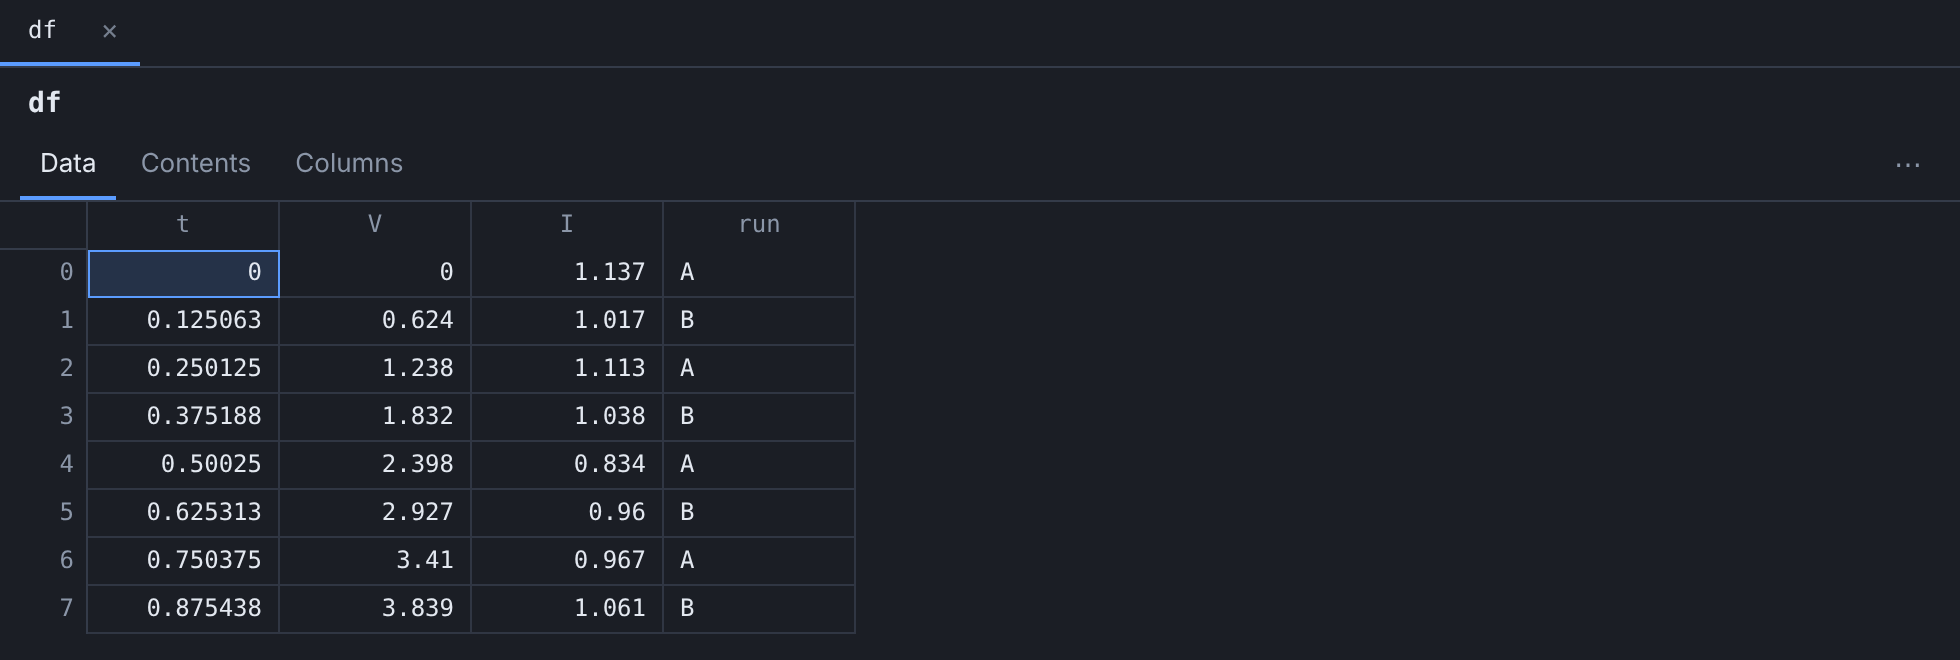 df ×
df
Data Contents Columns ...
t V I run
0 0 0 1.137 A
1 0.125063 0.624 1.017 B
2 0.250125 1.238 1.113 A
3 0.375188 1.832 1.038 B
4 0.50025 2.398 0.834 A
5 0.625313 2.927 0.96 B
6 0.750375 3.41 0.967 A
7 0.875438 3.839 1.061 B